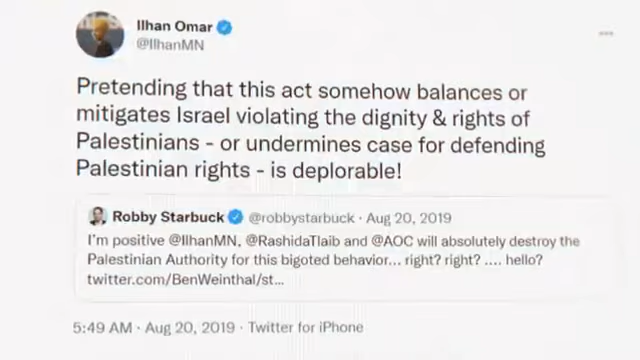 Ilhan Omar
@IlhanMN
Pretending that this act somehow balances or
mitigates Israel violating the dignity & rights of
Palestinians - or undermines case for defending
Palestinian rights - is deplorable!
Robby Starbuck @robbystarbuck · Aug 20, 2019
I'm positive @IlhanMN, @RashidaTlaib and @AOC will absolutely destroy the
Palestinian Authority for this bigoted behavior... right? right? .... hello?
twitter.com/BenWeinthal/st...
5:49 AM · Aug 20, 2019 · Twitter for iPhone